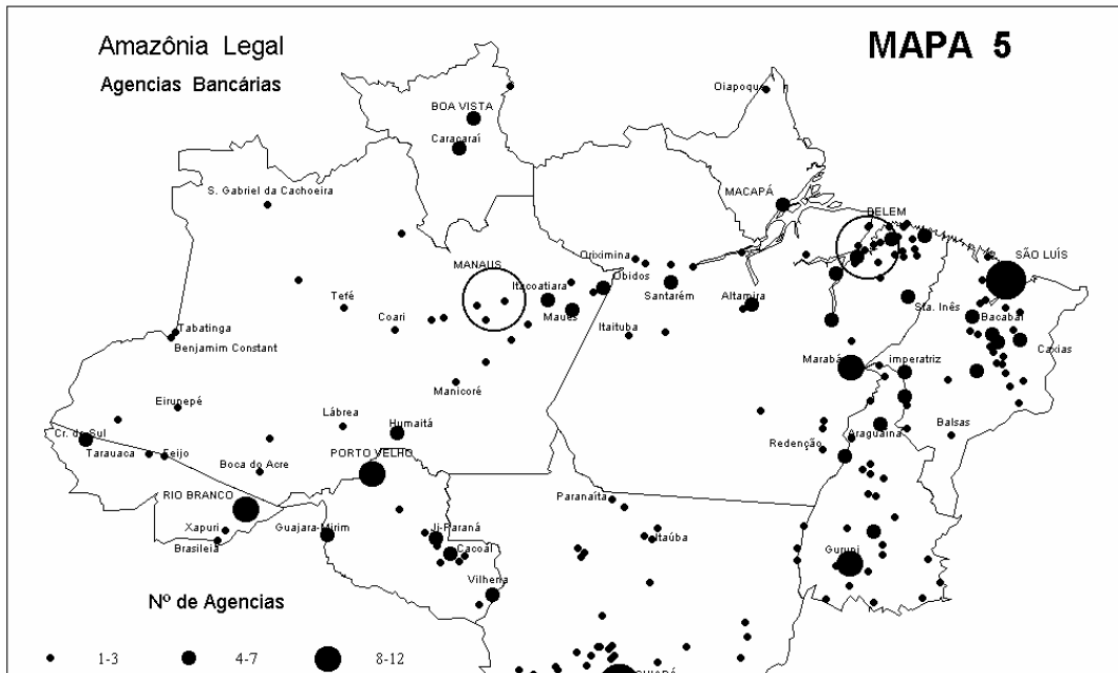 Amazônia Legal
MAPA 5
Agencias Bancárias
Oiapoque
BOA VISTA
Caracaraí
S. Gabriel da Cachoeira
MACAPÁ
BELEM
SÃO LUÍS
Oriximina
MANAUS
Óbidos
Itacoatiara
Tefé
Santarém
Altamira
Sta. Inês
Maués
Bacabal
Coari
Tabatinga
Itaituba
Benjamim Constant
Caxias
Marabá
imperatriz
Manicoré
Eirunepé
Lábrea
Humaitá
Cr. do Sul
Redenção
Araguaína
Balsas
Tarauaca
Feijo
Boca do Acre
PORTO VELHO
RIO BRANCO
Paranaíta
Xapuri
Guajara-Mirim
Ji-Paraná
Itaúba
Brasileia
Cacoal
Gurupi
Vilhena
Nº de Agencias
1-3
4-7
8-12